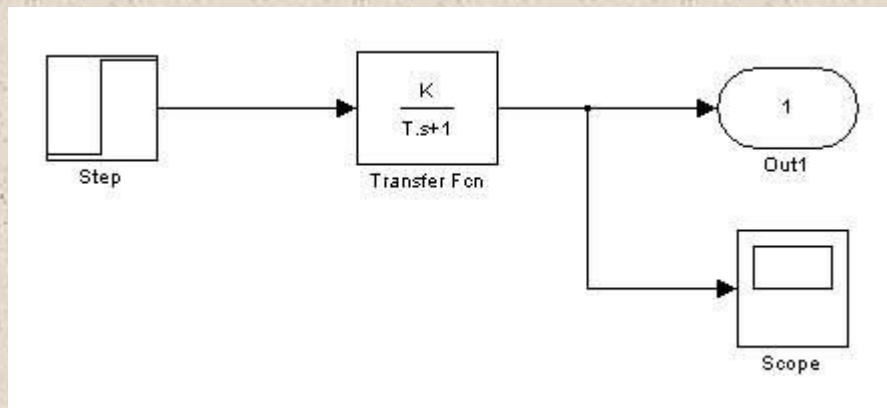 Step
K
T.s+1
Transfer Fcn
1
Out1
Scope